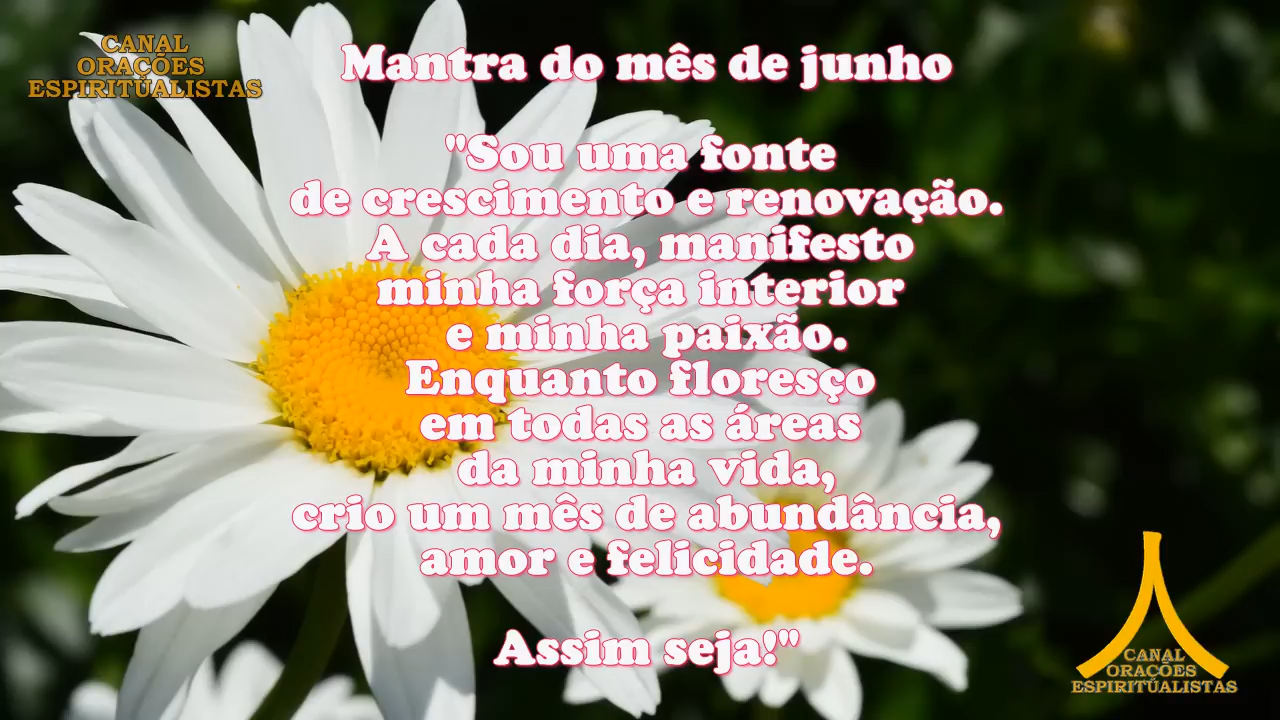 CANAL
ORAÇÕES
ESPIRITUALISTAS
Mantra do mês de junho
"Sou uma fonte
de crescimento e renovação.
A cada dia, manifesto
minha força interior
e minha paixão.
Enquanto floresço
em todas as áreas
da minha vida,
crio um mês de abundância,
amor e felicidade.
Assim seja!"
CANAL
ORAÇÕES
ESPIRITUALISTAS